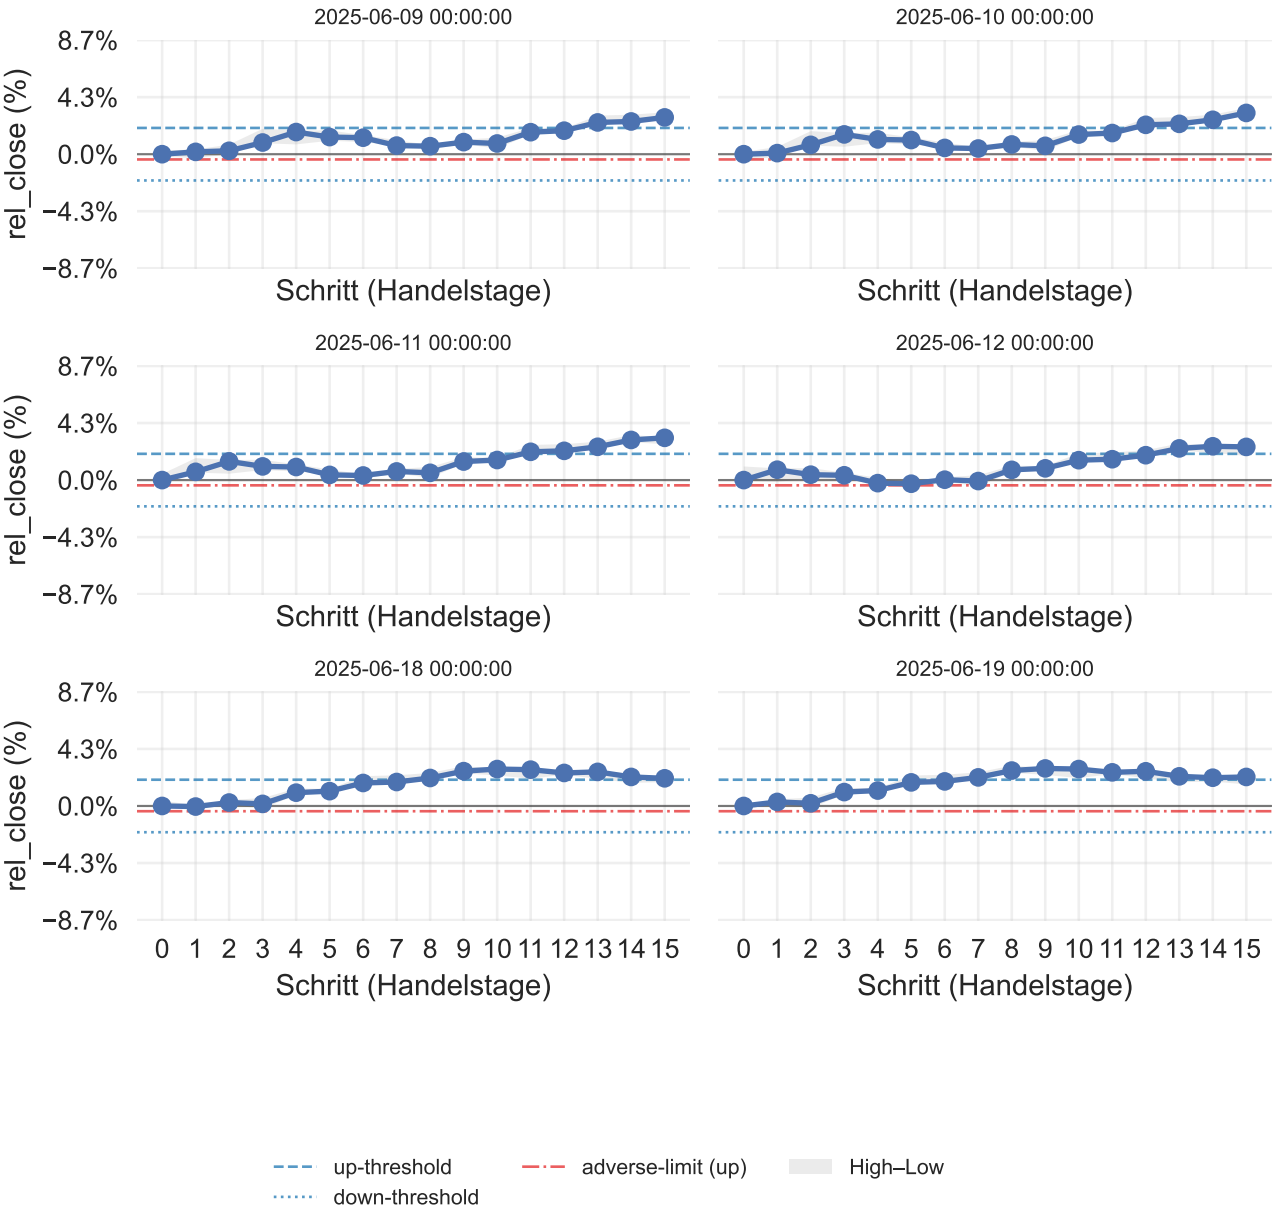 2025-06-09 00:00:00
2025-06-10 00:00:00
8.7%
4.3%
0.0%
−4.3%
−8.7%
rel_close (%)
Schritt (Handelstage)
Schritt (Handelstage)
2025-06-11 00:00:00
2025-06-12 00:00:00
8.7%
4.3%
0.0%
−4.3%
−8.7%
rel_close (%)
Schritt (Handelstage)
Schritt (Handelstage)
2025-06-18 00:00:00
2025-06-19 00:00:00
8.7%
4.3%
0.0%
−4.3%
−8.7%
rel_close (%)
0 1 2 3 4 5 6 7 8 9 10 11 12 13 14 15
0 1 2 3 4 5 6 7 8 9 10 11 12 13 14 15
Schritt (Handelstage)
Schritt (Handelstage)
up-threshold
adverse-limit (up)
High–Low
down-threshold